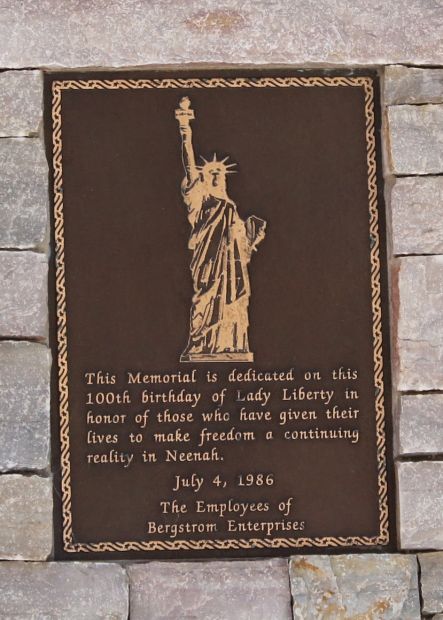 This Memorial is dedicated on this
100th birthday of Lady Liberty in
honor of those who have given their
lives to make freedom a continuing
reality in Neenah.
July 4, 1986
The Employees of
Bergstrom Enterprises